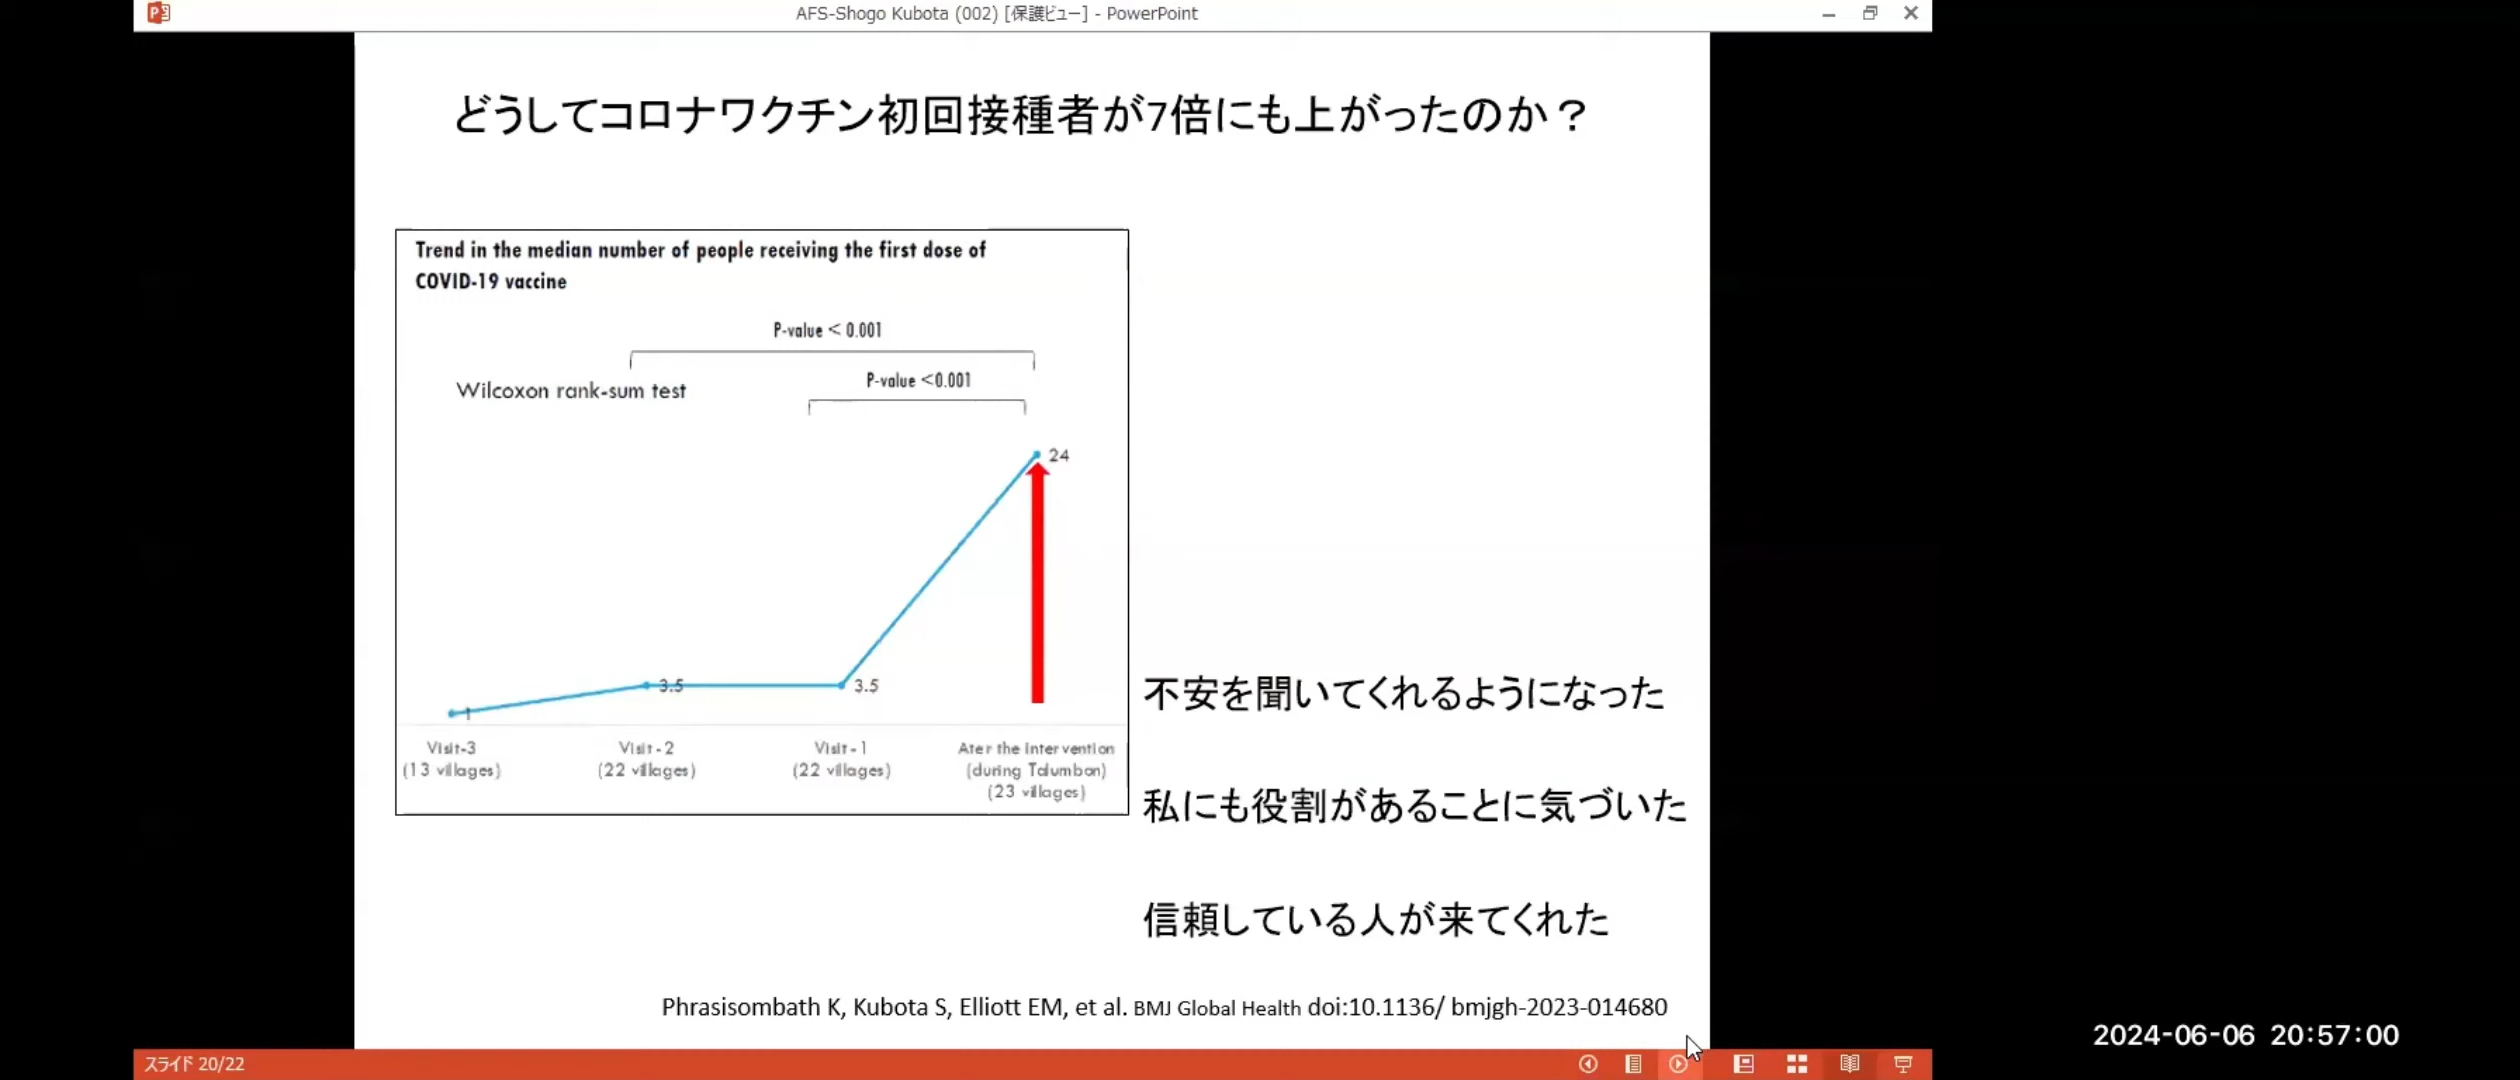 AFS-Shogo Kubota (002) [保護ビュー] - PowerPoint
どうしてコロナワクチン初回接種者が7倍にも上がったのか？
Trend in the median number of people receiving the first dose of
COVID-19 vaccine
P-value < 0.001
P-value <0.001
Wilcoxon rank-sum test
24
3.5
3.5
1
Visit-3
(13 villages)
Visit-2
(22 villages)
Visit-1
(22 villages)
Ater the intervention
(during Talumbon)
(23 villages)
不安を聞いてくれるようになった
私にも役割があることに気づいた
信頼している人が来てくれた
Phrasisombath K, Kubota S, Elliott EM, et al. BMJ Global Health doi:10.1136/ bmjgh-2023-014680
2024-06-06 20:57:00
スライド 20/22